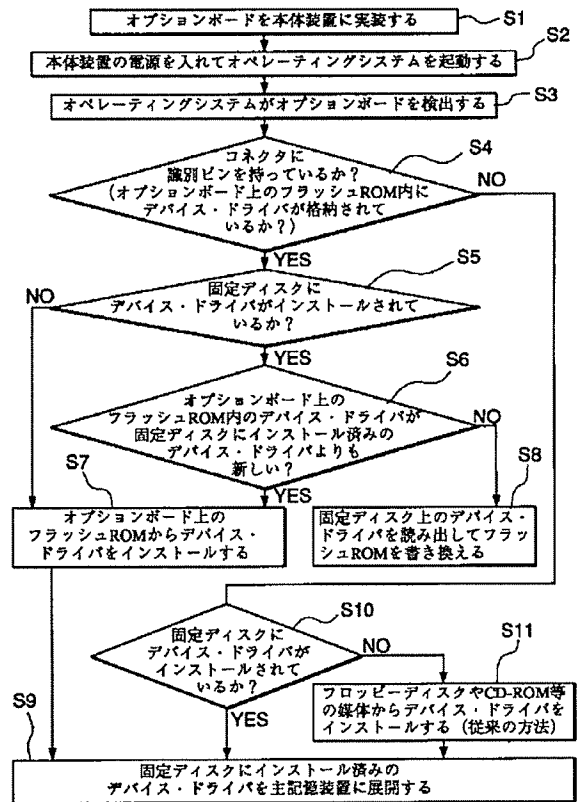 オプションボードを本体装置に実装する
S1
S2
本体装置の電源を入れてオペレーティングシステムを起動する
オペレーティングシステムがオプションボードを検出する
S3
コネクタに
識別ピンを持っているか?
(オプションボード上のフラッシュROM内に
デバイス・ドライバが格納されて
いるか?)
S4
NO
YES
S5
固定ディスクに
デバイス・ドライバがインストールされて
いるか?
NO
YES
S6
オプションボード上の
フラッシュROM内のデバイス・ドライバが
固定ディスクにインストール済みの
デバイス・ドライバよりも
新しい?
NO
YES
S7
オプションボード上の
フラッシュROMからデバイス・
ドライバをインストールする
S8
固定ディスク上のデバイス・
ドライバを読み出してフラッ
シュROMを書き換える
S10
固定ディスクに
デバイス・ドライバが
インストールされて
いるか?
NO
YES
S11
フロッピーディスクやCD-ROM等
の媒体からデバイス・ドライバを
インストールする(従来の方法)
S9
固定ディスクにインストール済みの
デバイス・ドライバを主記憶装置に展開する